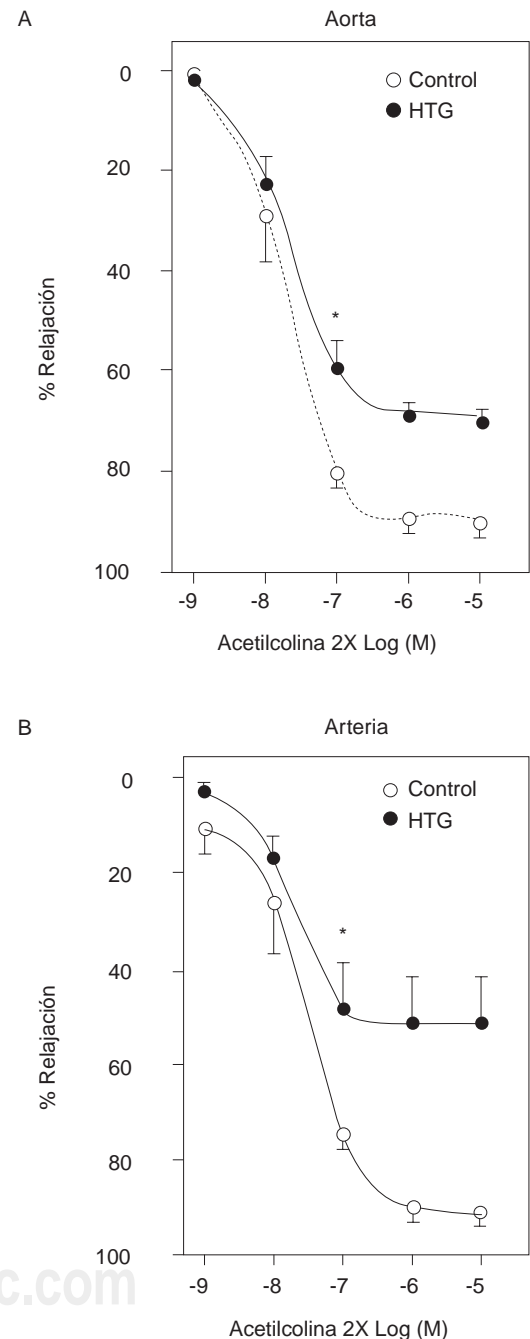 A
Aorta
0
20
40
60
80
100
% Relajación
Control
HTG
*
-9 -8 -7 -6 -5
Acetilcolina 2X Log (M)
B
Arteria
0
20
40
60
80
100
% Relajación
Control
HTG
*
-9 -8 -7 -6 -5
Acetilcolina 2X Log (M)
c.com